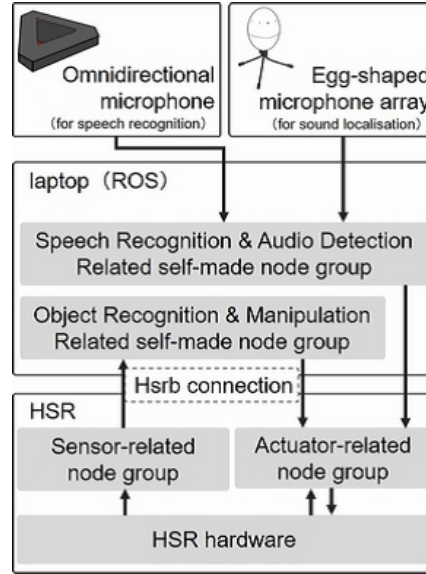 Omnidirectional
microphone
(for speech recognition)
Egg-shaped
microphone array
(for sound localisation)
laptop (ROS)
Speech Recognition & Audio Detection
Related self-made node group
Object Recognition & Manipulation
Related self-made node group
Hsrb connection
HSR
Sensor-related
node group
Actuator-related
node group
HSR hardware